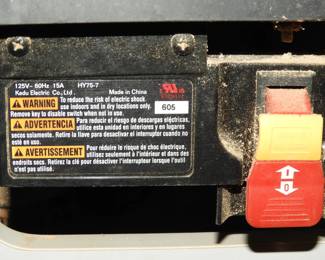 125V~ 60Hz 15A HY75-7
Kedu Electric Co.,Ltd. Made in China
WARNING To reduce the risk of electric shock
use indoors and in dry locations only.
Remove key to disable switch when not in use.
605
ADVERTENCIA Para reducir el riesgo de descargas eléctricas,
utilice esta unidad en interiores y en lugares
secos solamente. Retire la llave para desactivar el interruptor cuando no
esté en uso.
AVERTISSEMENT Pour réduire le risque de choc électrique,
utilisez seulement à l'intérieur et dans des
endroits secs. Retirez la clé pour désactiver l'interrupteur lorsque l'outil
n'est pas utilisé.
I
O